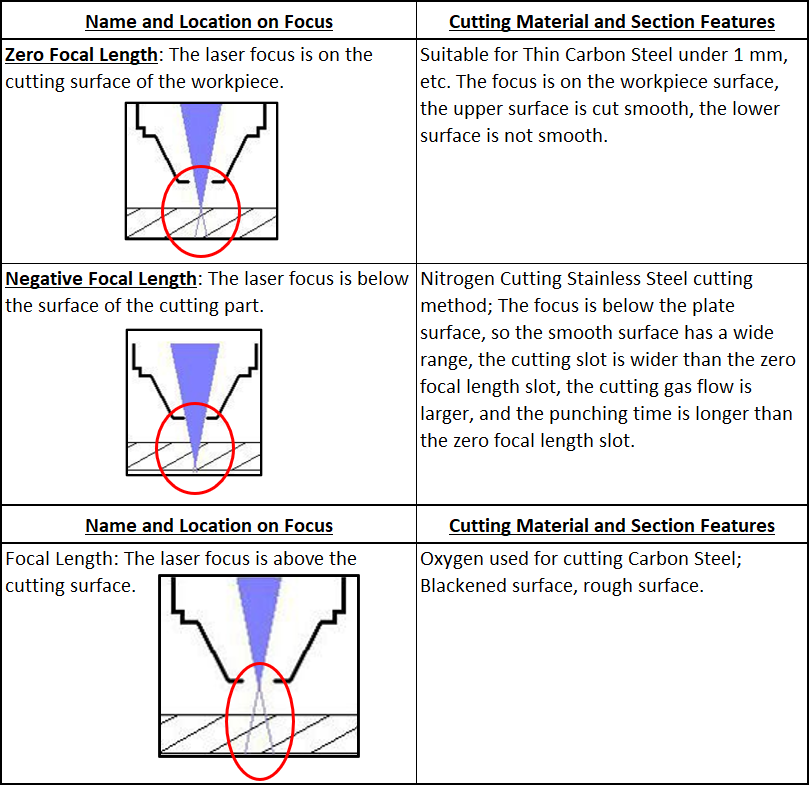 Name and Location on Focus
Cutting Material and Section Features
Zero Focal Length: The laser focus is on the
cutting surface of the workpiece.
Suitable for Thin Carbon Steel under 1 mm,
etc. The focus is on the workpiece surface,
the upper surface is cut smooth, the lower
surface is not smooth.
Negative Focal Length: The laser focus is below
the surface of the cutting part.
Nitrogen Cutting Stainless Steel cutting
method; The focus is below the plate
surface, so the smooth surface has a wide
range, the cutting slot is wider than the zero
focal length slot, the cutting gas flow is
larger, and the punching time is longer than
the zero focal length slot.
Name and Location on Focus
Cutting Material and Section Features
Focal Length: The laser focus is above the
cutting surface.
Oxygen used for cutting Carbon Steel;
Blackened surface, rough surface.